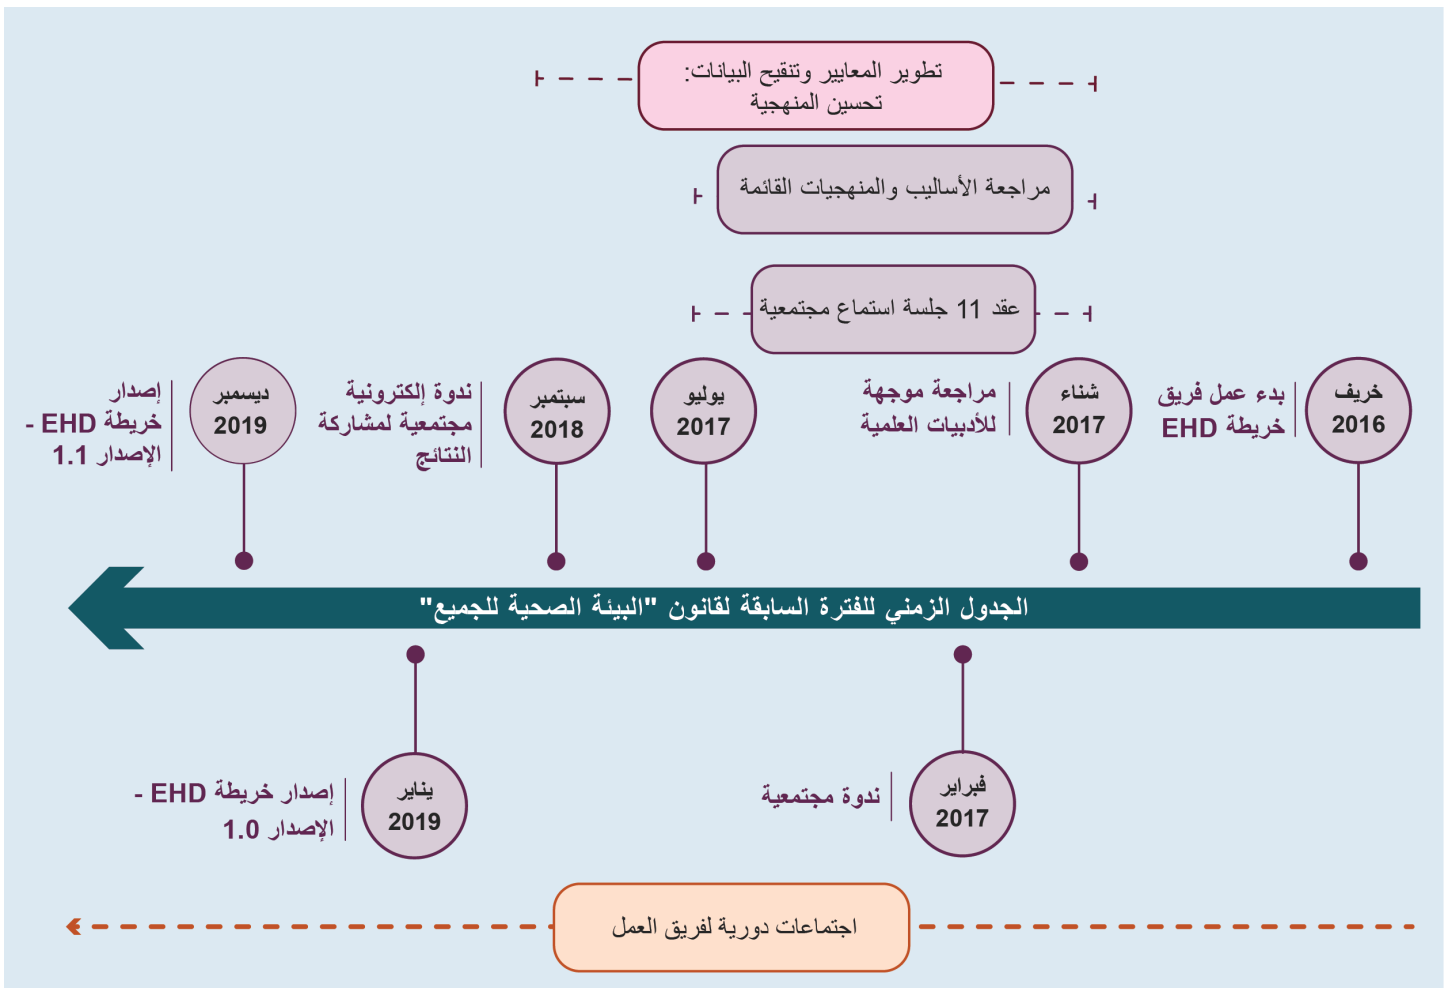 تطوير المعايير وتنقيح البيانات:
تحسين المنهجية
مراجعة الأساليب والمنهجيات القائمة
عقد 11 جلسة استماع مجتمعية
خريف
2016
بدء عمل فريق
خريطة EHD
شتاء
2017
مراجعة موجهة
للأدبيات العلمية
يوليو
2017
سبتمبر
2018
ندوة إلكترونية
مجتمعية لمشاركة
النتائج
ديسمبر
2019
إصدار
خريطة EHD -
الإصدار 1.1
الجدول الزمني للفترة السابقة لقانون "البيئة الصحية للجميع"
فبراير
2017
ندوة مجتمعية
يناير
2019
إصدار خريطة EHD -
الإصدار 1.0
اجتماعات دورية لفريق العمل